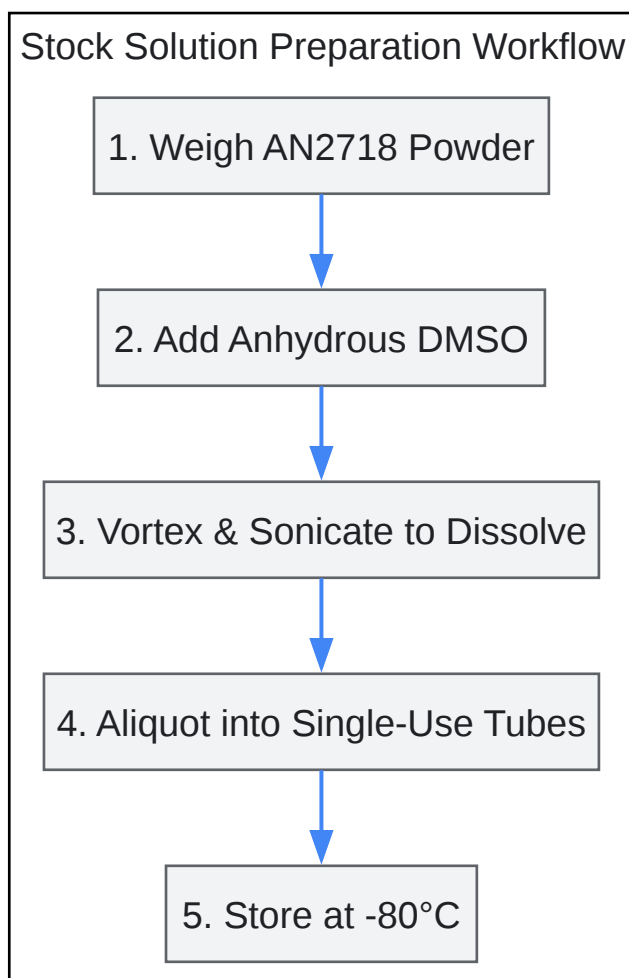 Stock Solution Preparation Workflow
1. Weigh AN2718 Powder
2. Add Anhydrous DMSO
3. Vortex & Sonicate to Dissolve
4. Aliquot into Single-Use Tubes
5. Store at -80°C